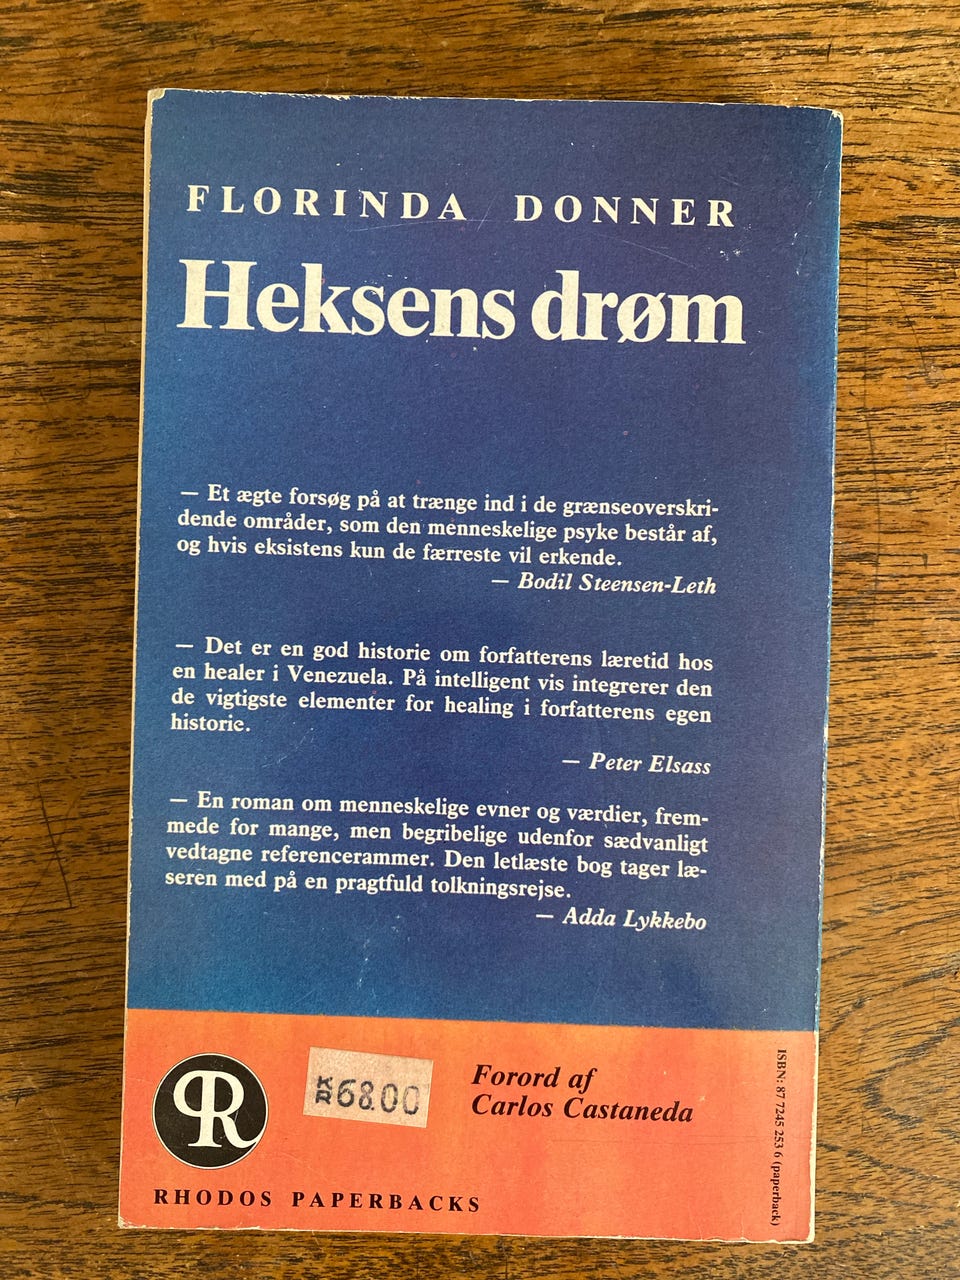 FLORINDA DONNER
Heksens drøm
— Et ægte forsøg på at trænge ind i de grænseoverskri-
dende områder, som den menneskelige psyke består af,
og hvis eksistens kun de færreste vil erkende.
— Bodil Steensen-Leth
— Det er en god historie om forfatterens læretid hos
en healer i Venezuela. På intelligent vis integrerer den
de vigtigste elementer for healing i forfatterens egen
historie.
— Peter Elsass
— En roman om menneskelige evner og værdier, frem-
mede for mange, men begribelige udenfor sædvanligt
vedtagne referencerammer. Den letlæste bog tager læ-
seren med på en pragtfuld tolkningsrejse.
— Adda Lykkebo
PR
KR 68.00
Forord af
Carlos Castaneda
RHODOS PAPERBACKS
ISBN: 87 7245 253 6 (paperback)